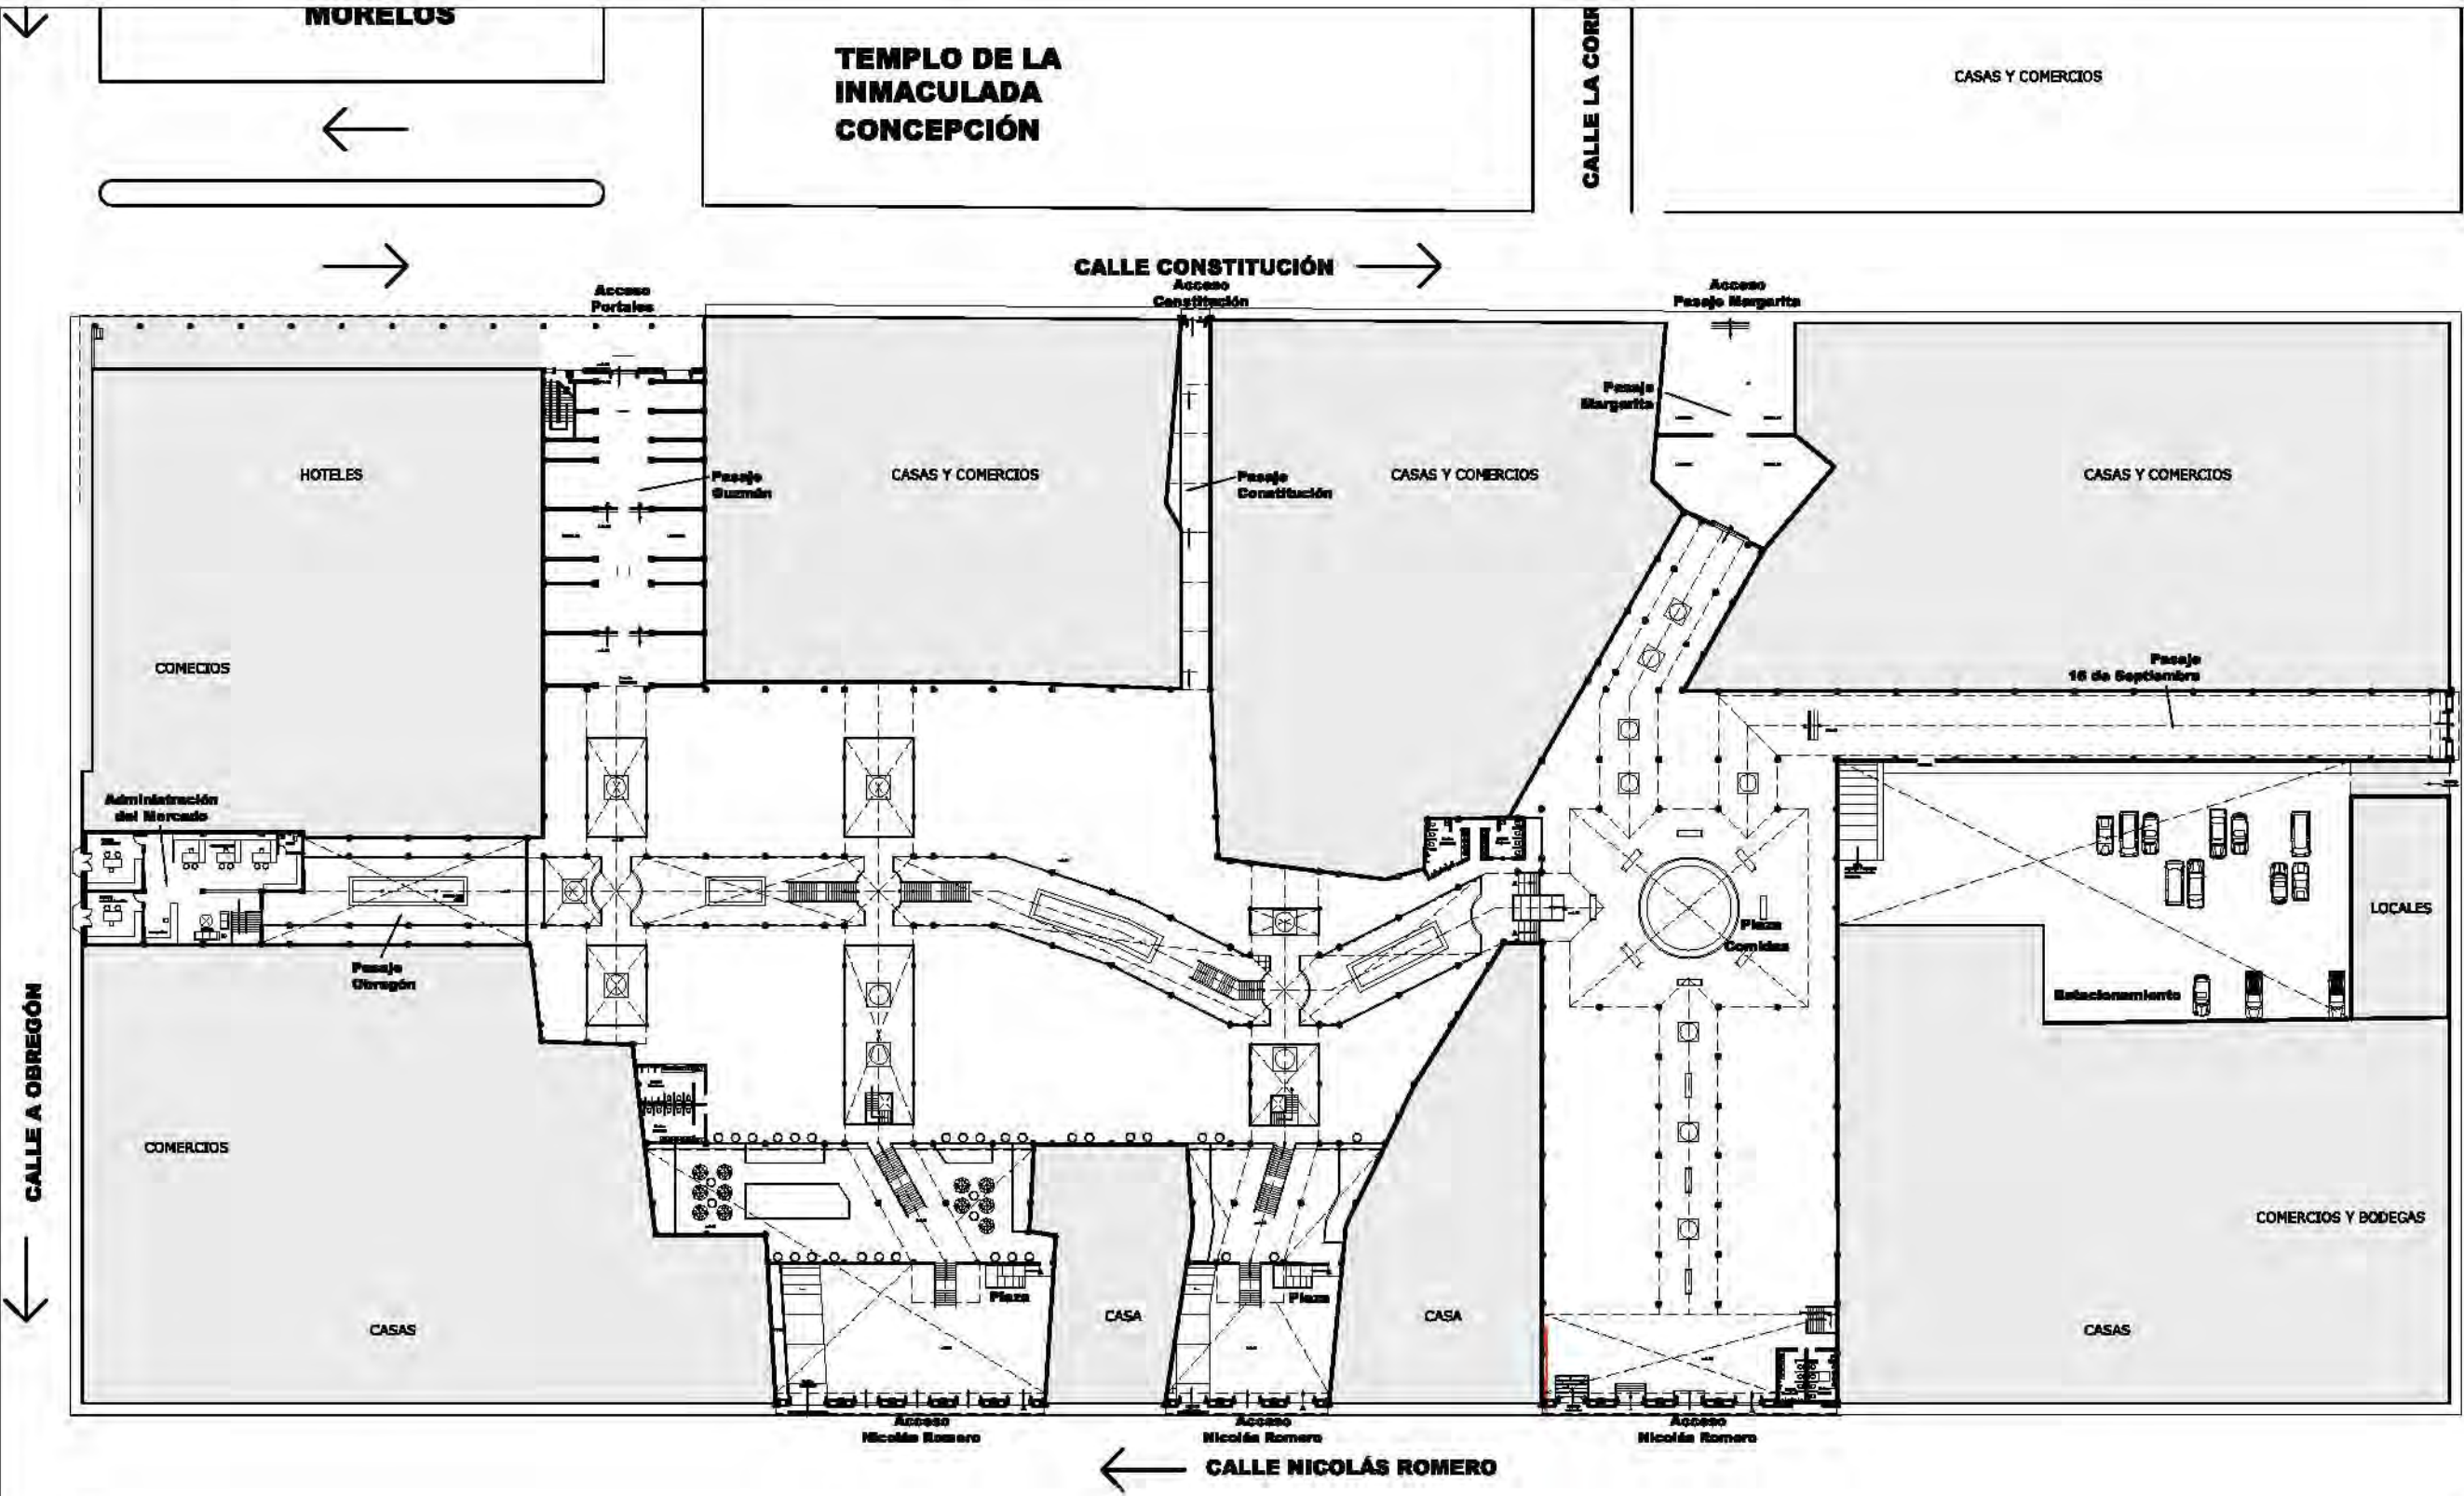 MORELOS
TEMPLO DE LA
INMACULADA
CONCEPCIÓN
CALLE LA CORR
CASAS Y COMERCIOS
CALLE CONSTITUCIÓN
Acceso
Portales
Acceso
Constitución
Acceso
Pasaje Margarita
Pasaje
Margarita
HOTELES
Pasaje
Guzmán
CASAS Y COMERCIOS
Pasaje
Constitución
CASAS Y COMERCIOS
CASAS Y COMERCIOS
COMECIOS
Pasaje
16 de Septiembre
Administración
del Mercado
LOCALES
Plaza
Comidas
Pasaje
Obregón
Estacionamiento
CALLE A OBREGÓN
COMERCIOS
COMERCIOS Y BODEGAS
Plaza
Plaza
CASAS
CASA
CASA
CASAS
Acceso
Nicolás Romero
Acceso
Nicolás Romero
Acceso
Nicolás Romero
CALLE NICOLÁS ROMERO